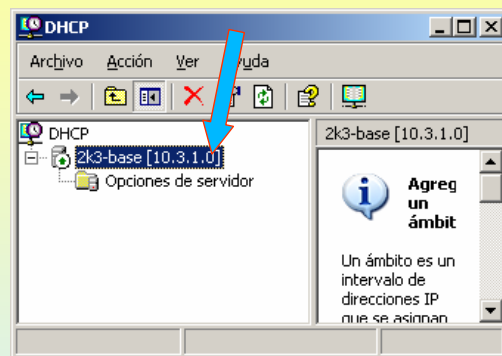 DHCP
Archivo Acción Ver yuda
DHCP
2k3-base [10.3.1.0]
Opciones de servidor
2k3-base [10.3.1.0]
Agreg
un
ámbit
Un ámbito es un
intervalo de
direcciones IP
que se asignan